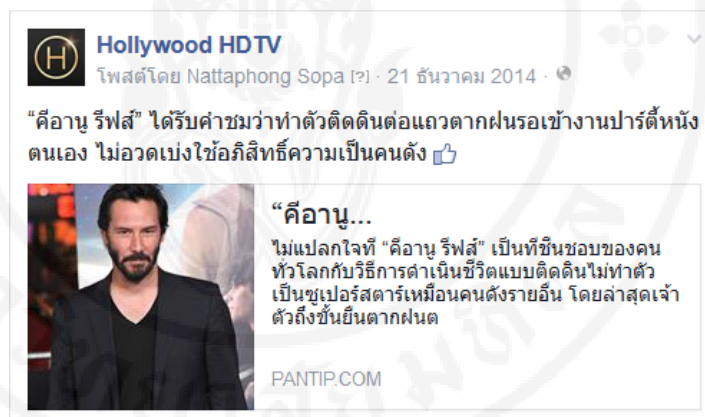 Hollywood HDTV
โพสต์โดย Nattaphong Sopa [?] · 21 ธันวาคม 2014 ·
“คีอานู รีฟส์” ได้รับคำชมว่าทำตัวติดดินต่อแถวตากฝนรอเข้างานปาร์ตี้หนัง
ตนเอง ไม่อวดเบ่งใช้อภิสิทธิ์ความเป็นคนดัง
“คีอานู...
ไม่แปลกใจที่ “คีอานู รีฟส์” เป็นที่ชื่นชอบของคน
ทั่วโลกกับวิธีการดำเนินชีวิตแบบติดดินไม่ทำตัว
เป็นซูเปอร์สตาร์เหมือนคนดังรายอื่น โดยล่าสุดเจ้า
ตัวถึงขั้นยืนตากฝนต
PANTIP.COM